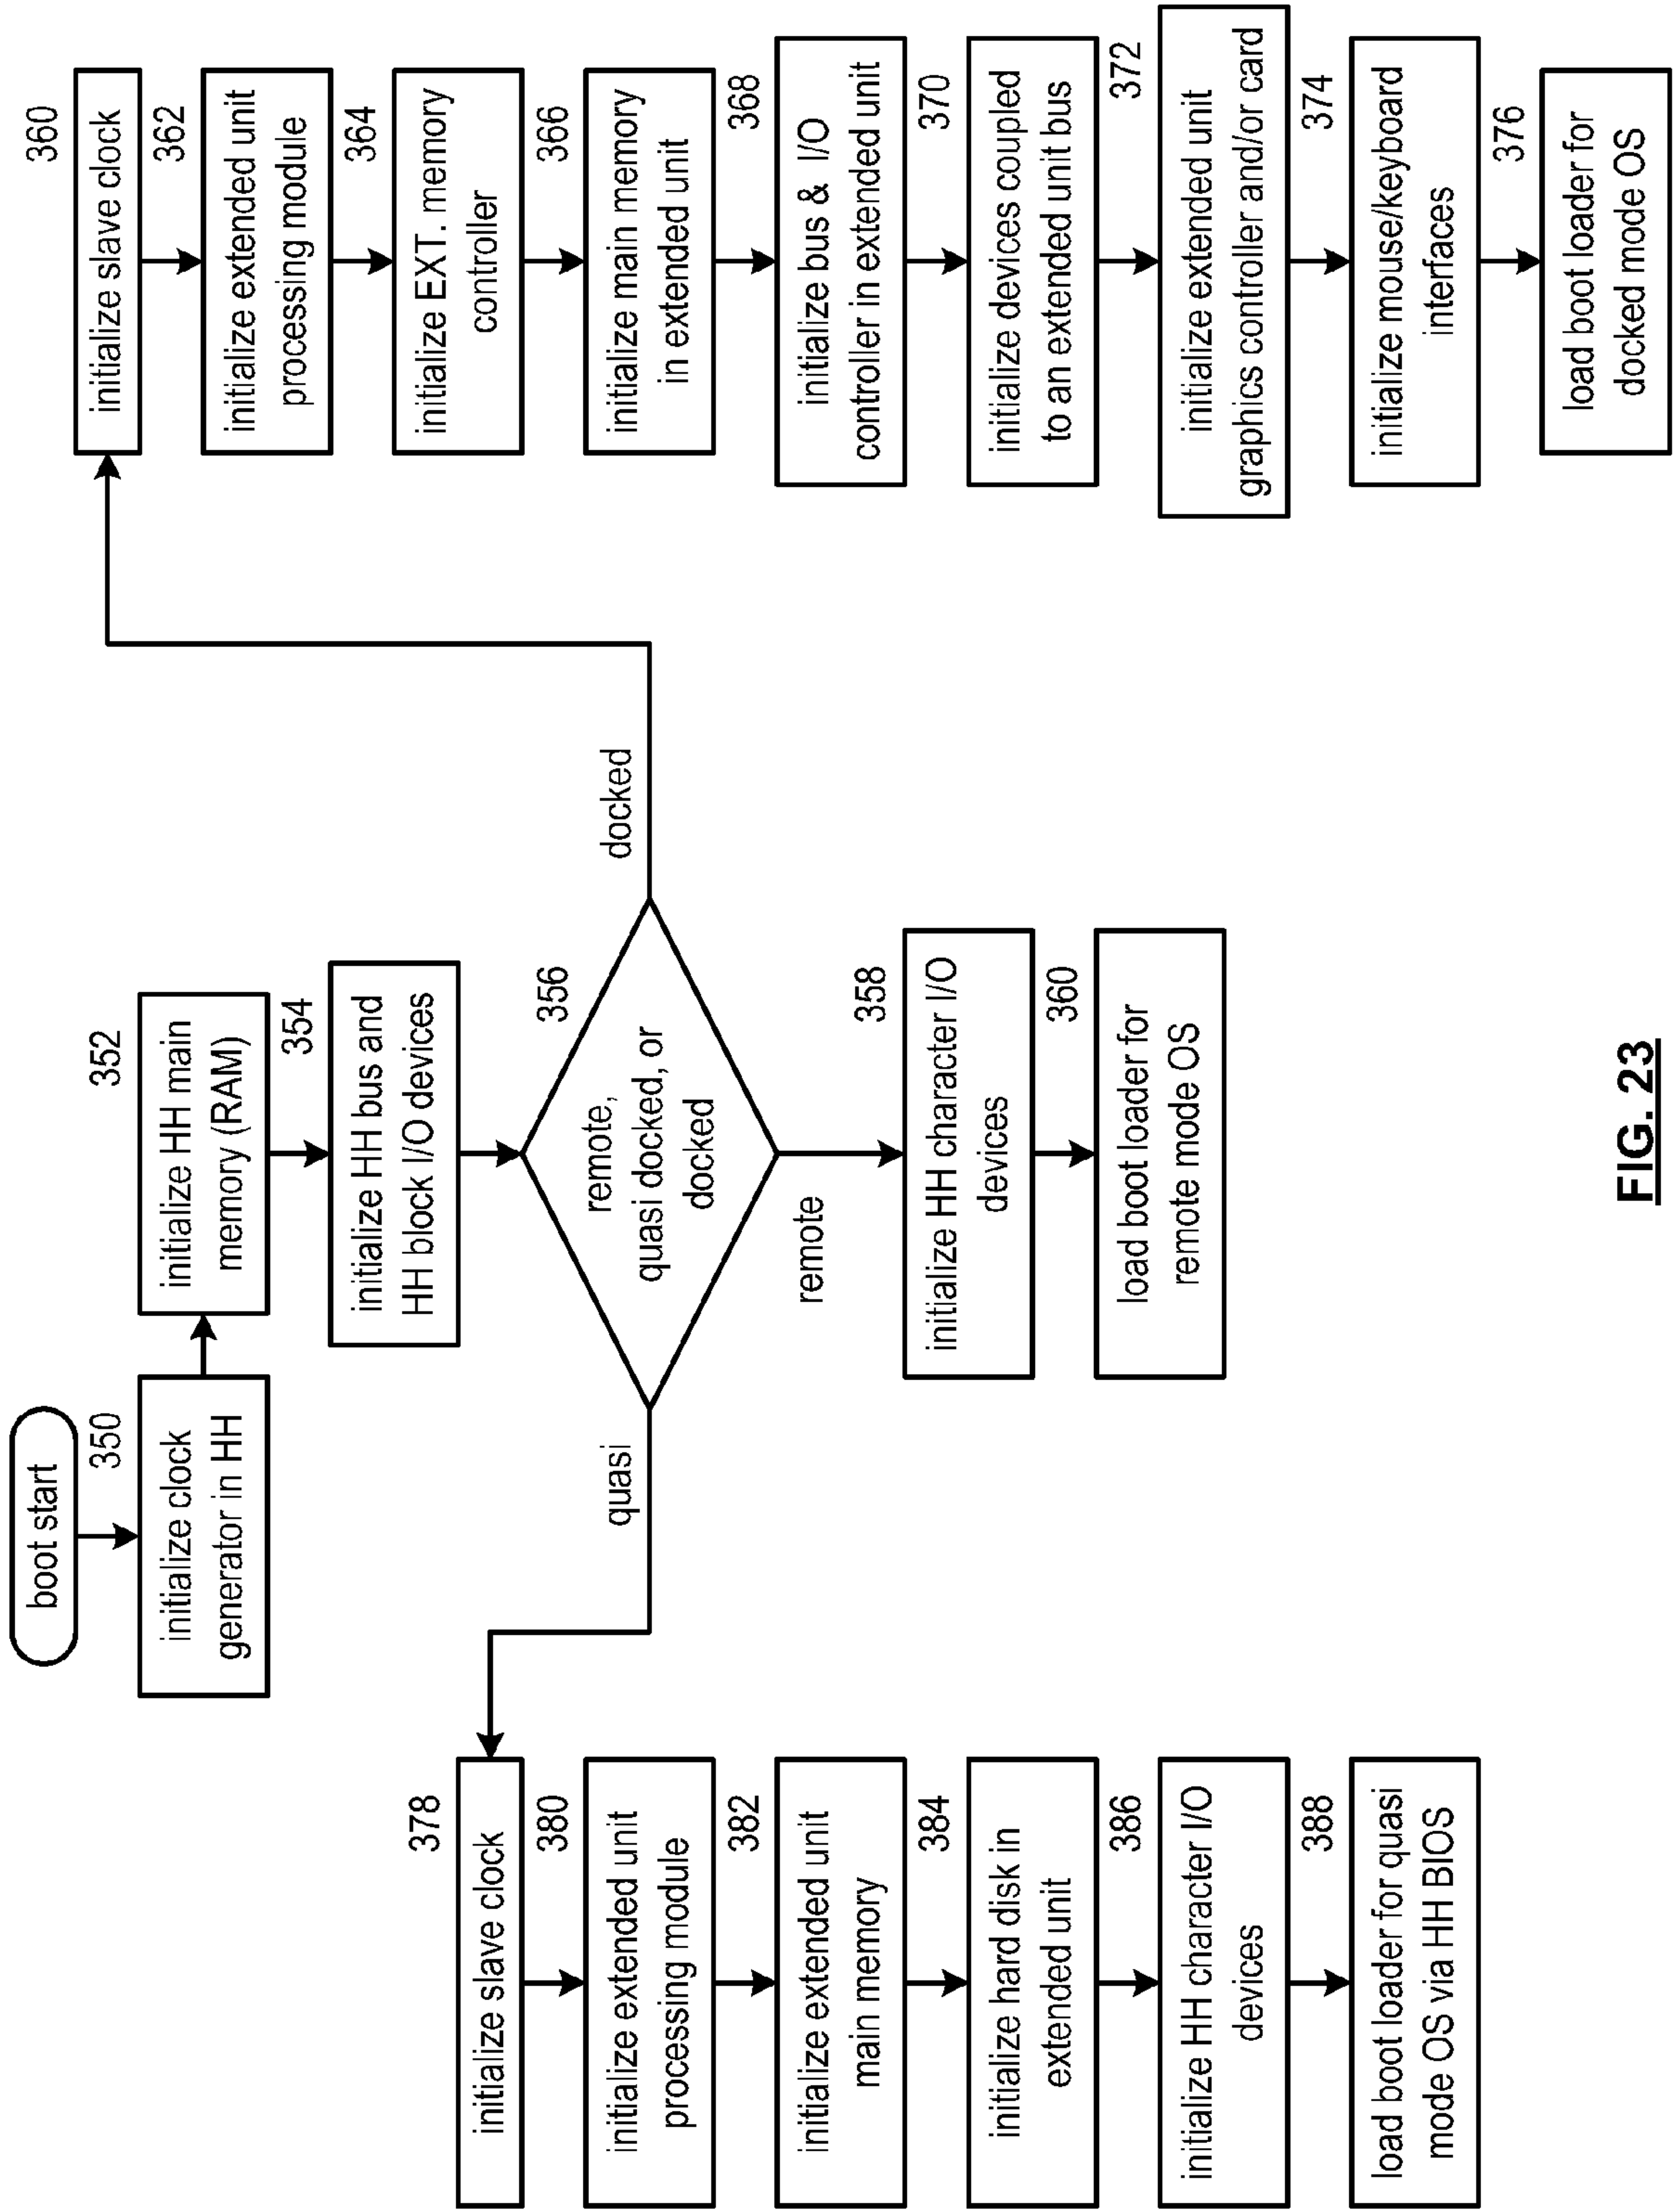 boot start
350
initialize clock
generator in HH
352
initialize HH main
memory (RAM)
354
initialize HH bus and
HH block I/O devices
356
remote,
quasi docked, or
docked
quasi
docked
remote
358
initialize HH character I/O
devices
360
load boot loader for
remote mode OS
378
initialize slave clock
380
initialize extended unit
processing module
382
initialize extended unit
main memory
384
initialize hard disk in
extended unit
386
initialize HH character I/O
devices
388
load boot loader for quasi
mode OS via HH BIOS
360
initialize slave clock
362
initialize extended unit
processing module
364
initialize EXT. memory
controller
366
initialize main memory
in extended unit
368
initialize bus & I/O
controller in extended unit
370
initialize devices coupled
to an extended unit bus
372
initialize extended unit
graphics controller and/or card
374
initialize mouse/keyboard
interfaces
376
load boot loader for
docked mode OS
FIG. 23